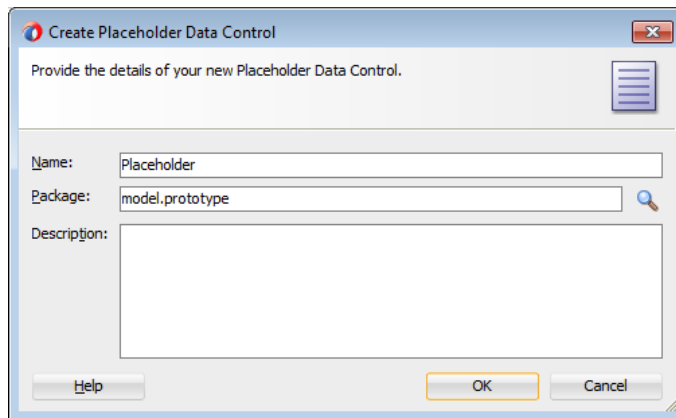 Create Placeholder Data Control
Provide the details of your new Placeholder Data Control.
Name: Placeholder
Package: model.prototype
Description:
Help OK Cancel